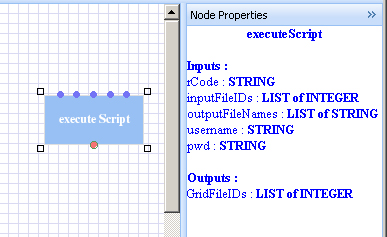 Node Properties
executeScript
Inputs :
rCode : STRING
inputFileIDs : LIST of INTEGER
outputFileNames : LIST of STRING
username : STRING
pwd : STRING
Outputs :
GridFileIDs : LIST of INTEGER
execute Script